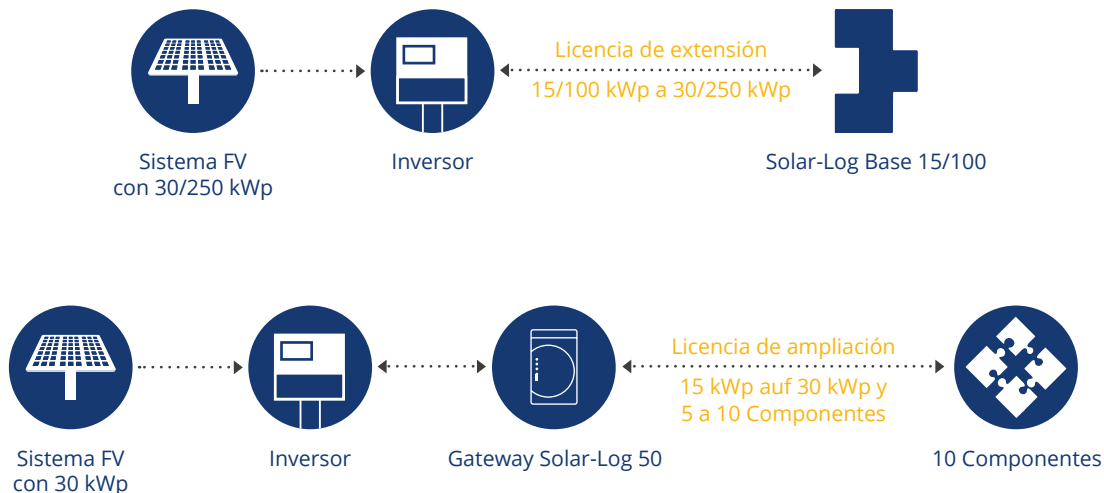 Licencia de extensión
15/100 kWp a 30/250 kWp
Sistema FV
con 30/250 kWp
Inversor
Solar-Log Base 15/100
Licencia de ampliación
15 kWp auf 30 kWp y
5 a 10 Componentes
Sistema FV
con 30 kWp
Inversor
Gateway Solar-Log 50
10 Componentes